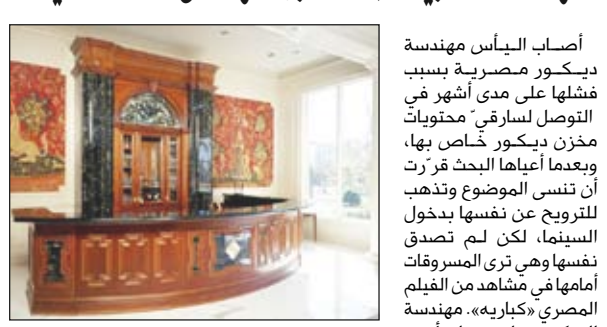 أصاب اليأس مهندسة
ديكور مصرية بسبب
فشلها على مدى أشهر في
التوصل لسارقيّ محتويات
مخزن ديكور خاص بها،
وبعدما أعياها البحث قرّرت
أن تنسى الموضوع وتذهب
للترويح عن نفسها بدخول
السينما، لكن لم تصدق
نفسها وهي ترى المسروقات
أمامها في مشاهد من الفيلم
المصري «كباريه». مهندسة